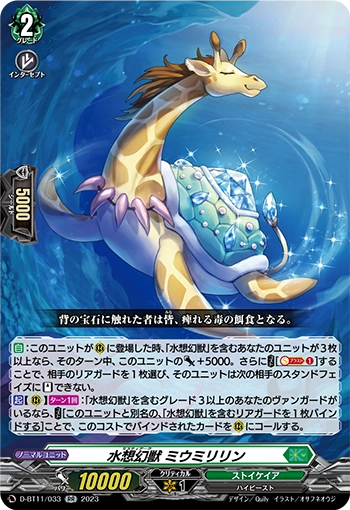 2
グレード
インターセプト
シールド
5000
背の宝石に触れた者は皆、痺れる毒の餌食となる。
自:このユニットがRに登場した時、「水想幻獣」を含むあなたのユニットが3枚
以上なら、そのターン中、このユニットの+5000。さらに[コスト[カウンターブラスト1]]
することで、相手のリアガードを1枚選び、そのユニットは次の相手のスタンドフェ
イズに できない。
起【R】【ターン1回】:「水想幻獣」を含むグレード3以上のあなたのヴァンガードが
いるなら、[このユニットと別名の、「水想幻獣」を含むリアガードを1枚バイン
ドする]ことで、このコストでバインドされたカードをRにコールする。
ノーマルユニット
水想幻獣 ミウミリリン
パワー
10000
クリティカル
1
ストイケイア
ハイビースト
D-BT11/033 RR 2023
デザイン/Quily イラスト/オサフネオウジ